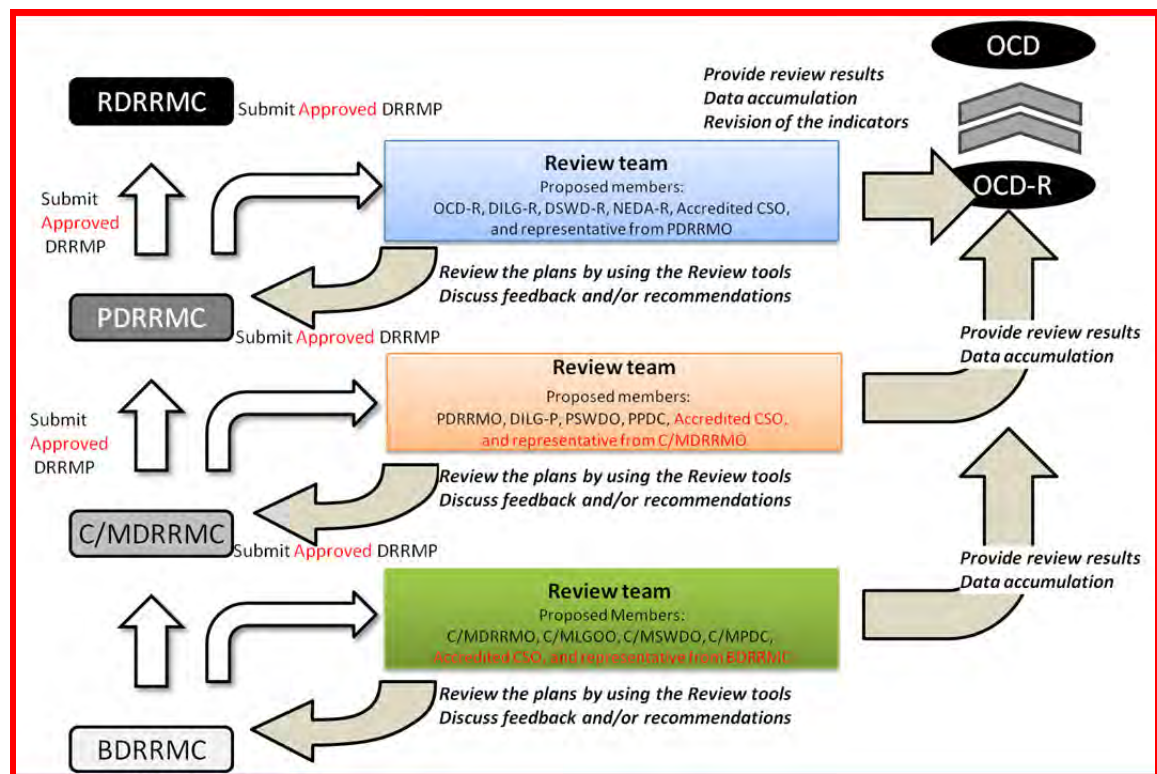 OCD
Provide review results
Data accumulation
Revision of the indicators
RDRRMC
Submit Approved DRRMP
Review team
Proposed members:
OCD-R, DILG-R, DSWD-R, NEDA-R, Accredited CSO,
and representative from PDRRMO
OCD-R
Submit
Approved
DRRMP
Review the plans by using the Review tools
Discuss feedback and/or recommendations
PDRRMC
Submit Approved DRRMP
Provide review results
Data accumulation
Review team
Proposed members:
PDRRMO, DILG-P, PSWDO, PPDC, Accredited CSO,
and representative from C/MDRRMO
Submit
Approved
DRRMP
Review the plans by using the Review tools
Discuss feedback and/or recommendations
C/MDRRMC
Submit Approved DRRMP
Provide review results
Data accumulation
Review team
Proposed Members:
C/MDRRMO, C/MLGOO, C/MSWDO, C/MPDC,
Accredited CSO, and representative from BDRRMC
Review the plans by using the Review tools
Discuss feedback and/or recommendations
BDRRMC